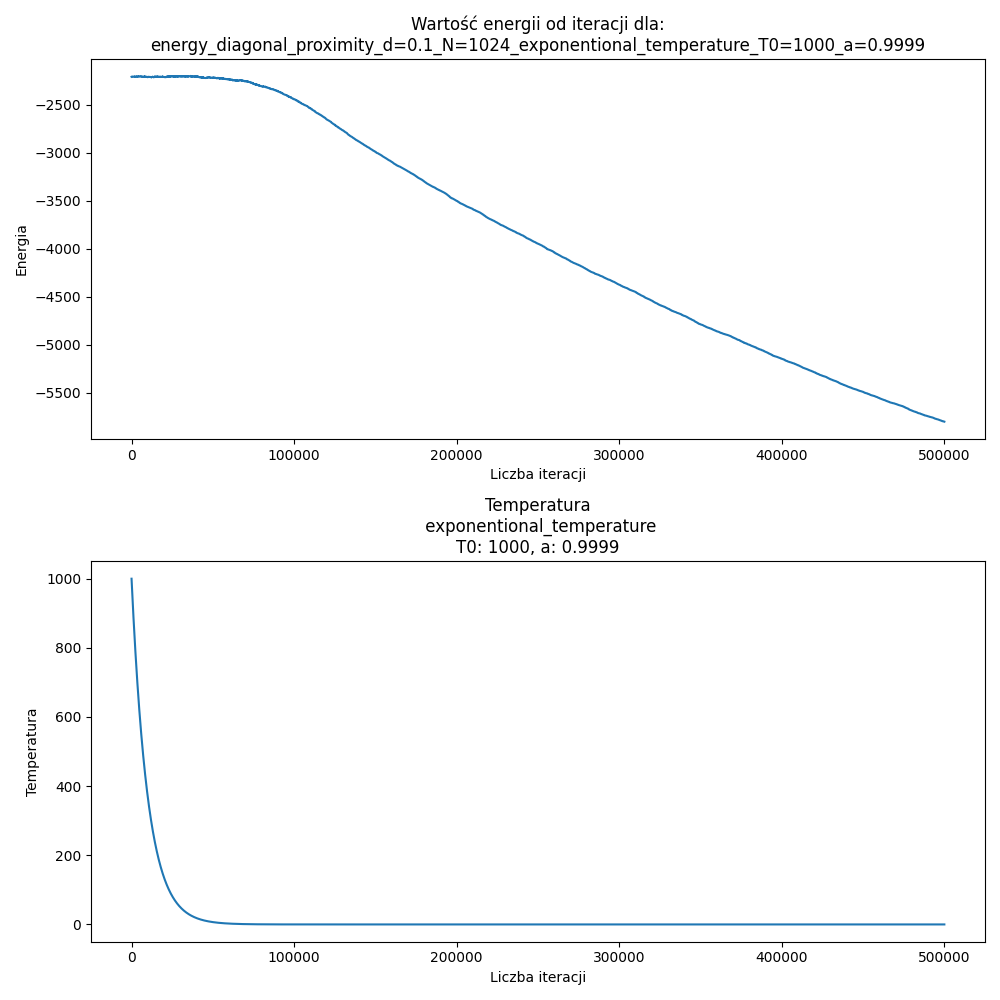 Wartość energii od iteracji dla:
energy_diagonal_proximity_d=0.1_N=1024_exponentional_temperature_T0=1000_a=0.9999
−2500
−3000
−3500
−4000
−4500
−5000
−5500
Energia
0 100000 200000 300000 400000 500000
Liczba iteracji
Temperatura
exponentional_temperature
T0: 1000, a: 0.9999
1000
800
600
400
200
0
Temperatura
0 100000 200000 300000 400000 500000
Liczba iteracji